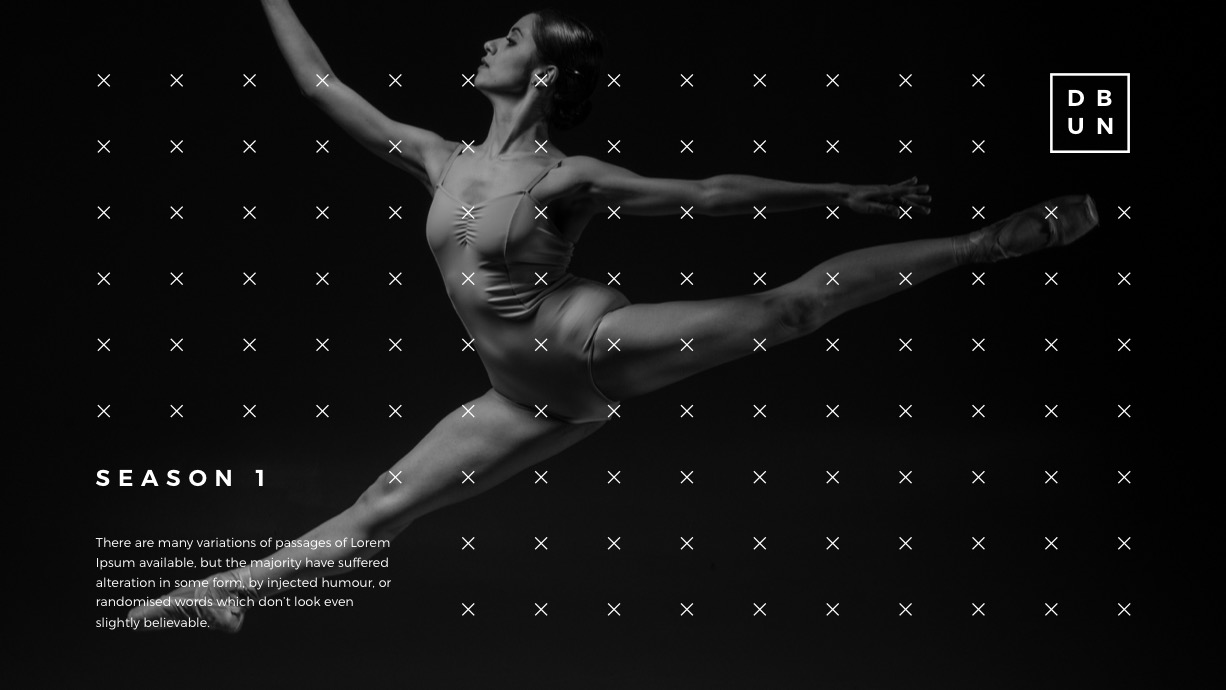 D B
U N
SEASON 1
There are many variations of passages of Lorem
Ipsum available, but the majority have suffered
alteration in some form, by injected humour, or
randomised words which don't look even
slightly believable.